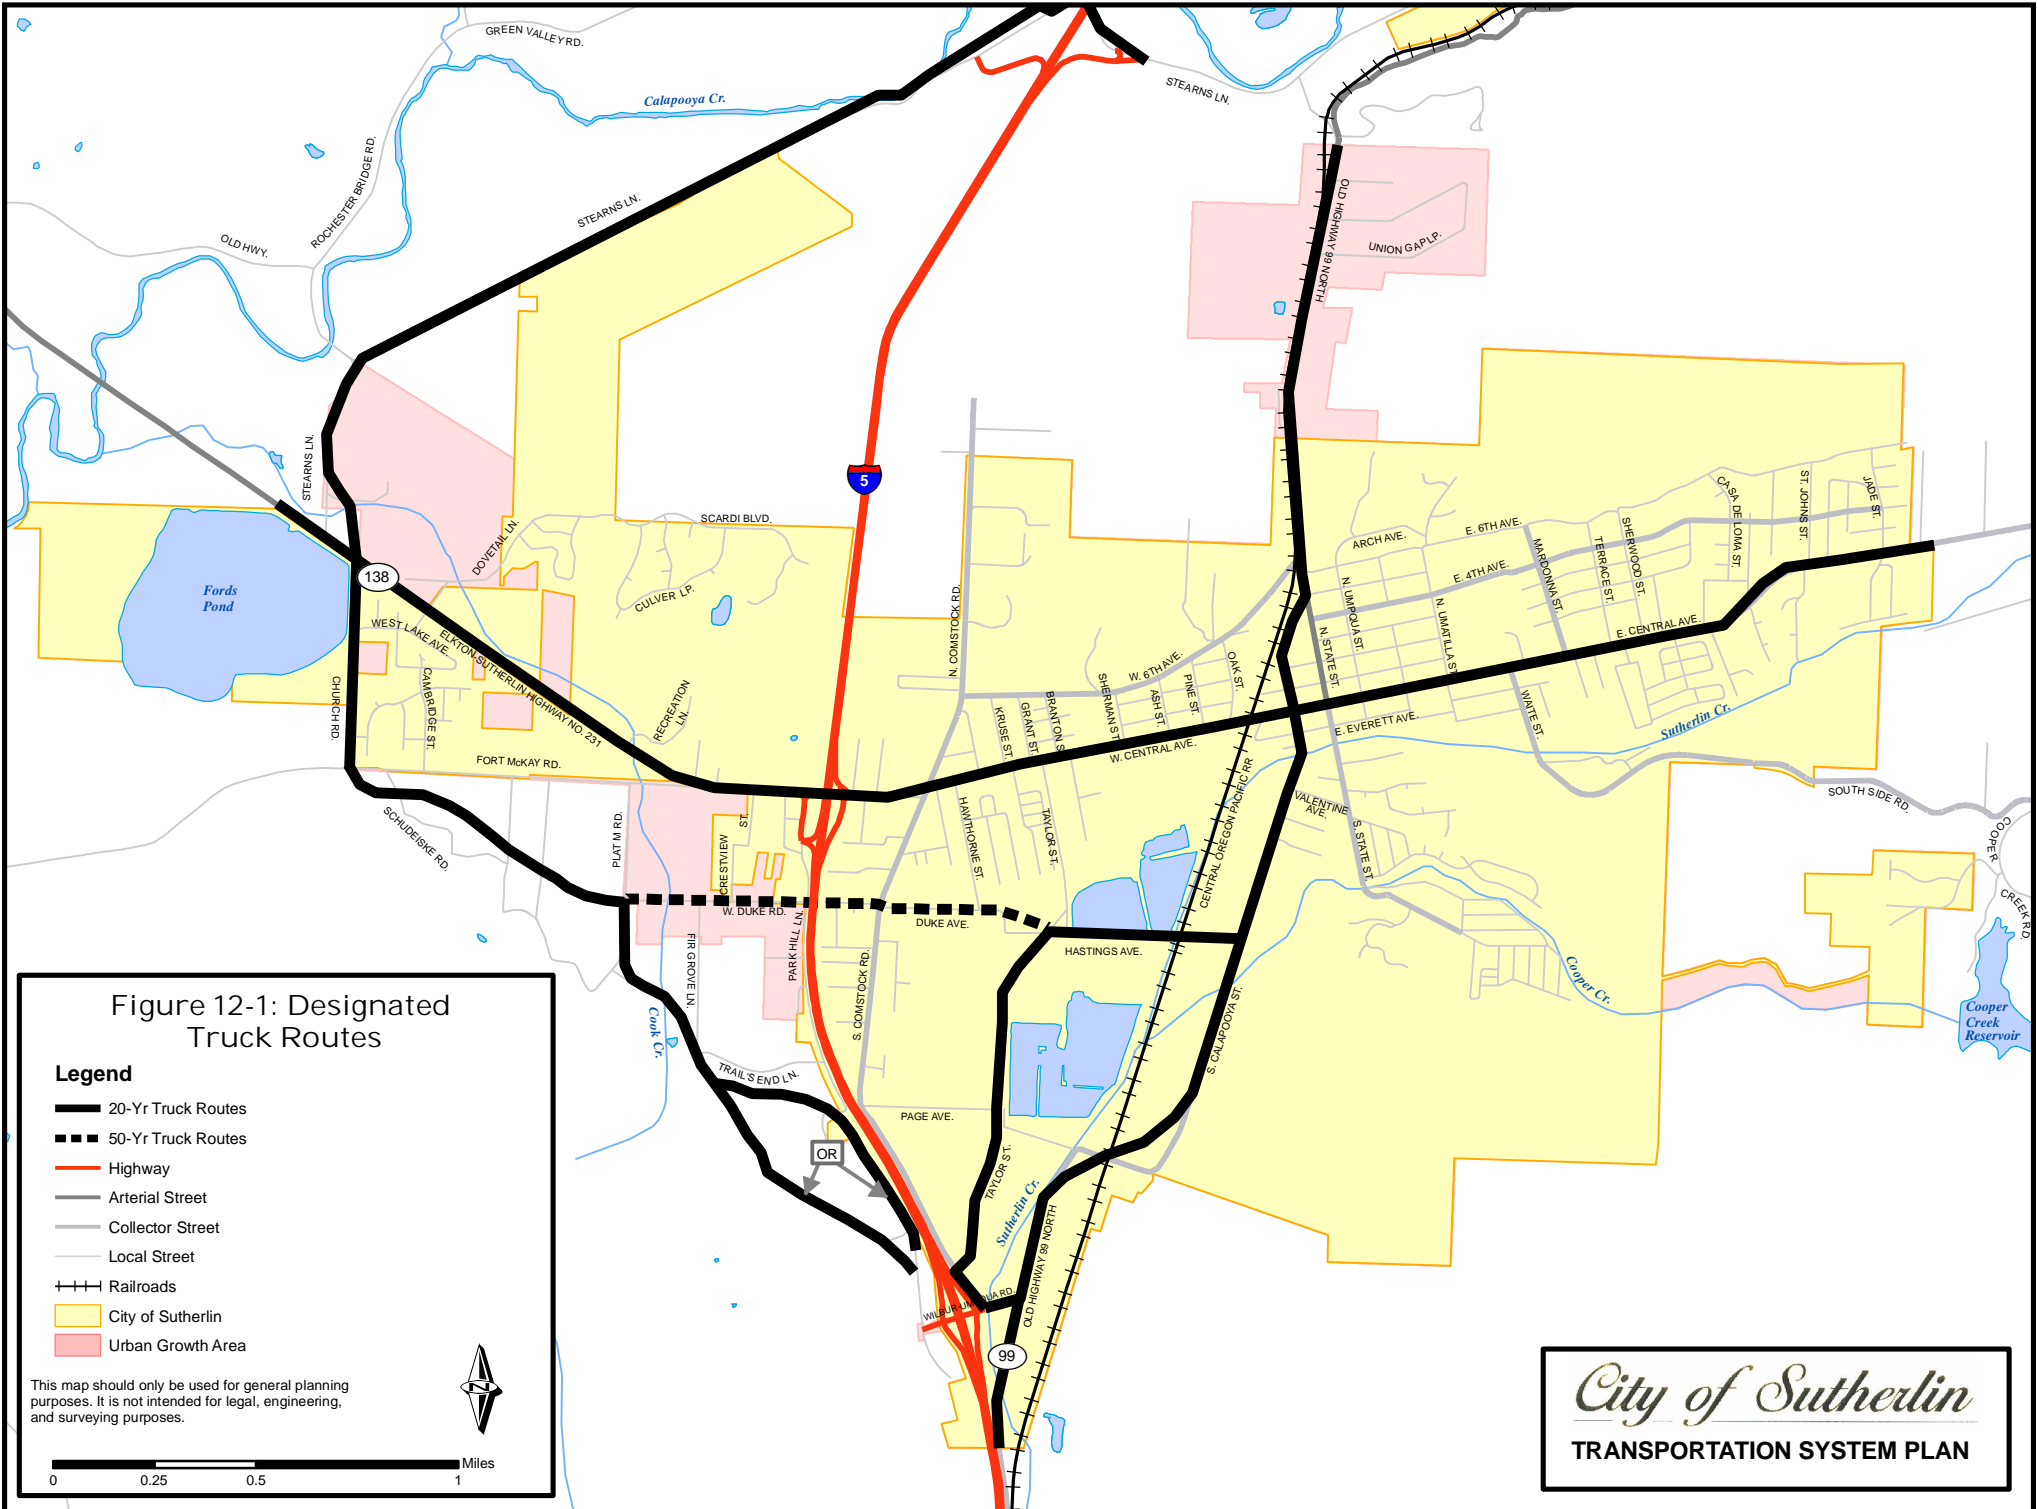 GREEN VALLEY RD.
Calapooya Cr.
STEARNS LN.
ROCHESTER BRIDGE RD.
OLD HWY.
STEARNS LN.
OLD HIGHWAY 99 NORTH
UNION GAP LP.
STEARNS LN.
5
SCARDI BLVD.
DOVETAIL LN.
CULVER LP.
138
Fords
Pond
WEST LAKE AVE.
ELKTON-SUTHERLIN HIGHWAY NO. 231
CAMBRIDGE ST.
CHURCH RD.
RECREATION
LN.
FORT McKAY RD.
SCHUDEISKE RD.
PLAT M RD.
CRESTVIEW
ST.
W. DUKE RD.
PARK HILL LN.
FIR GROVE LN.
Cook Cr.
TRAIL'S END LN.
OR
N. COMSTOCK RD.
W. 6TH AVE.
KRUSE ST.
GRANT ST.
BRANTON S
SHERMAN ST.
ASH ST.
PINE ST.
OAK ST.
W. CENTRAL AVE.
HAWTHORNE ST.
TAYLOR ST.
DUKE AVE.
HASTINGS AVE.
S. COMSTOCK RD.
PAGE AVE.
TAYLOR ST.
Sutherlin Cr.
WILBUR-UMPQUA RD.
OLD HIGHWAY 99 NORTH
99
CENTRAL OREGON PACIFIC RR
S. CALAPOOYA ST.
ARCH AVE.
E. 6TH AVE.
E. 4TH AVE.
N. UMPQUA ST.
N. STATE ST.
N. UMATILLA ST.
MARDONNA ST.
TERRACE ST.
SHERWOOD ST.
CASA DE LOMA ST.
ST. JOHNS ST.
JADE ST.
E. CENTRAL AVE.
E. EVERETT AVE.
WAITE ST.
Sutherlin Cr.
VALENTINE
AVE.
S. STATE ST.
SOUTH SIDE RD.
COOPER
CREEK RD.
Cooper Cr.
Cooper
Creek
Reservoir
Figure 12-1: Designated
Truck Routes
Legend
20-Yr Truck Routes
50-Yr Truck Routes
Highway
Arterial Street
Collector Street
Local Street
Railroads
City of Sutherlin
Urban Growth Area
This map should only be used for general planning
purposes. It is not intended for legal, engineering,
and surveying purposes.
N
Miles
0 0.25 0.5 1
City of Sutherlin
TRANSPORTATION SYSTEM PLAN